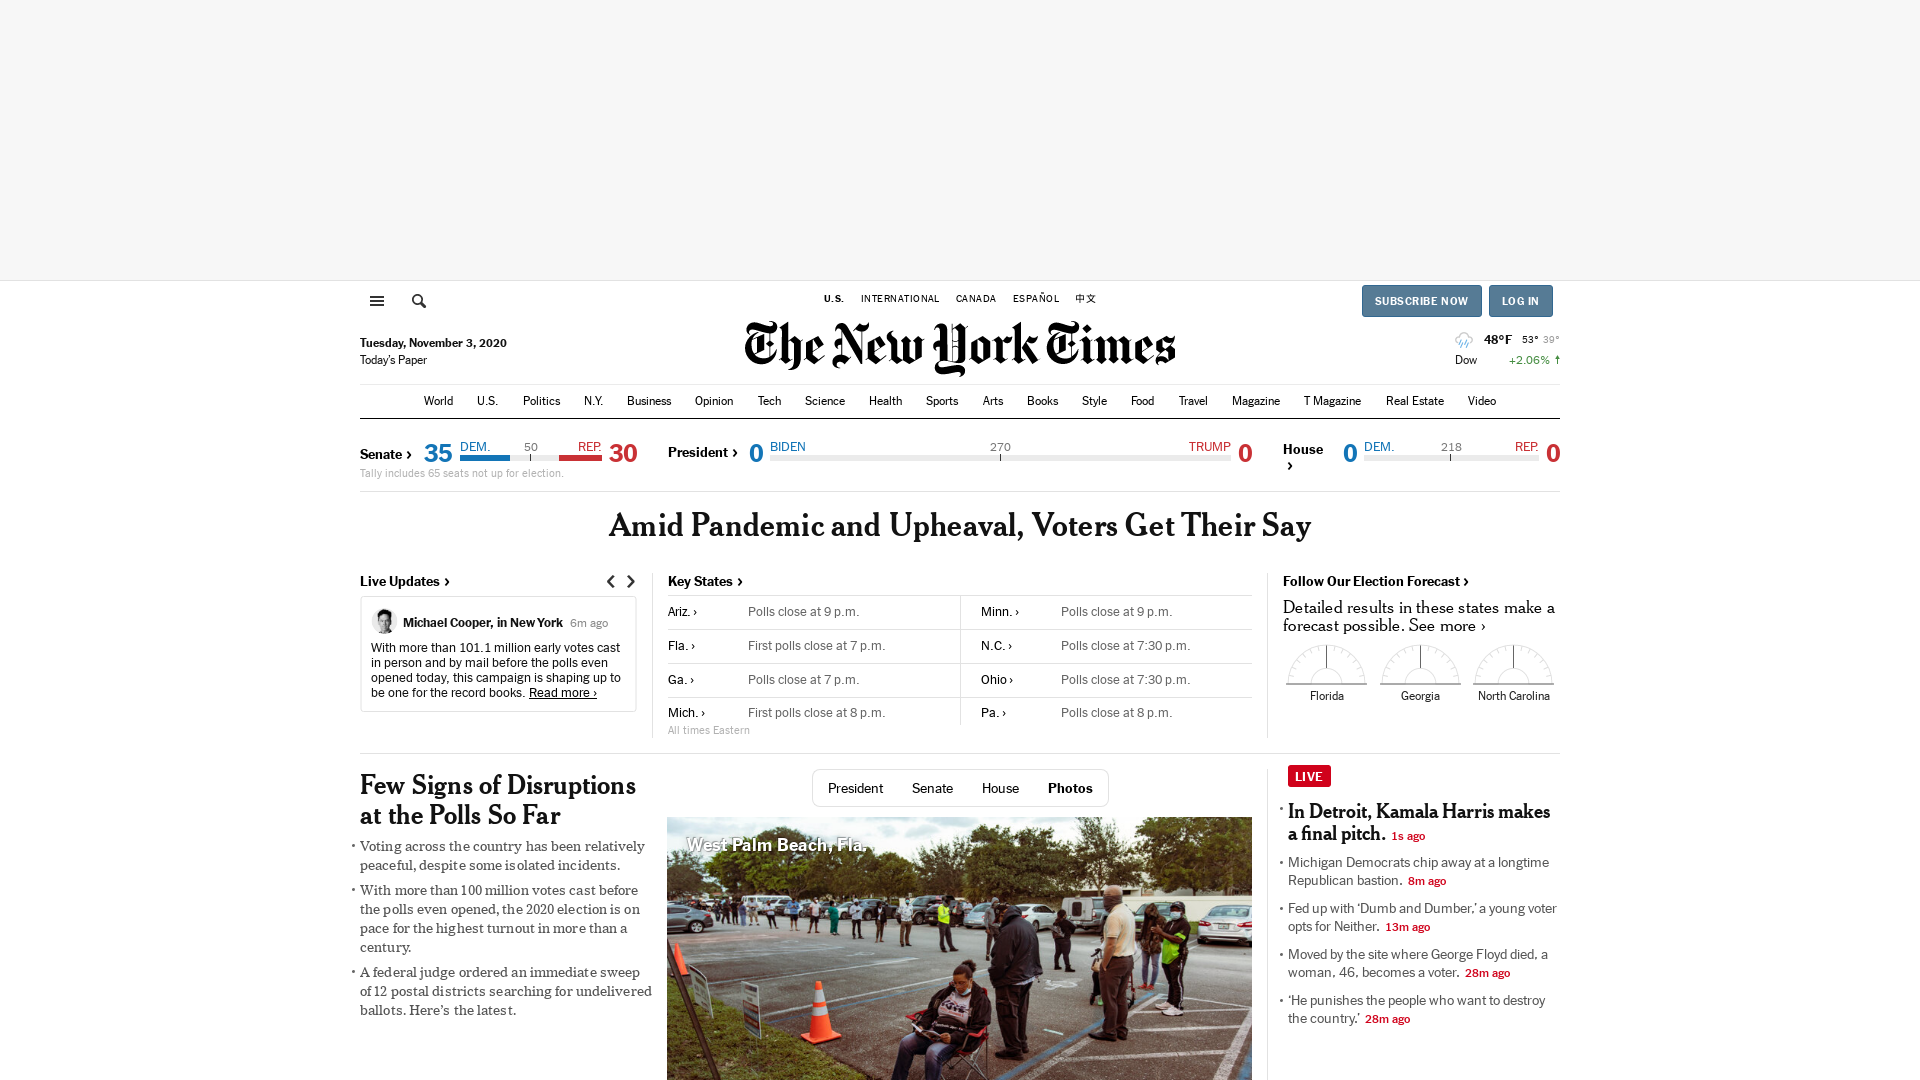 U.S. INTERNATIONAL CANADA ESPAÑOL 中文
SUBSCRIBE NOW LOG IN
Tuesday, November 3, 2020
Today's Paper
The New York Times
48°F 53° 39°
Dow +2.06% ↑
World U.S. Politics N.Y. Business Opinion Tech Science Health Sports Arts Books Style Food Travel Magazine T Magazine Real Estate Video
Senate › 35 DEM. 50 REP. 30
Tally includes 65 seats not up for election.
President › 0 BIDEN 270 TRUMP 0
House › 0 DEM. 218 REP. 0
Amid Pandemic and Upheaval, Voters Get Their Say
Live Updates ›
Michael Cooper, in New York 6m ago
With more than 101.1 million early votes cast
in person and by mail before the polls even
opened today, this campaign is shaping up to
be one for the record books. Read more ›
Key States ›
Ariz. › Polls close at 9 p.m.
Fla. › First polls close at 7 p.m.
Ga. › Polls close at 7 p.m.
Mich. › First polls close at 8 p.m.
Minn. › Polls close at 9 p.m.
N.C. › Polls close at 7:30 p.m.
Ohio › Polls close at 7:30 p.m.
Pa. › Polls close at 8 p.m.
All times Eastern
Follow Our Election Forecast ›
Detailed results in these states make a
forecast possible. See more ›
Florida Georgia North Carolina
Few Signs of Disruptions
at the Polls So Far
• Voting across the country has been relatively
peaceful, despite some isolated incidents.
• With more than 100 million votes cast before
the polls even opened, the 2020 election is on
pace for the highest turnout in more than a
century.
• A federal judge ordered an immediate sweep
of 12 postal districts searching for undelivered
ballots. Here's the latest.
President Senate House Photos
West Palm Beach, Fla.
LIVE
• In Detroit, Kamala Harris makes
a final pitch. 1s ago
• Michigan Democrats chip away at a longtime
Republican bastion. 8m ago
• Fed up with ‘Dumb and Dumber,’ a young voter
opts for Neither. 13m ago
• Moved by the site where George Floyd died, a
woman, 46, becomes a voter. 28m ago
• ‘He punishes the people who want to destroy
the country.’ 28m ago